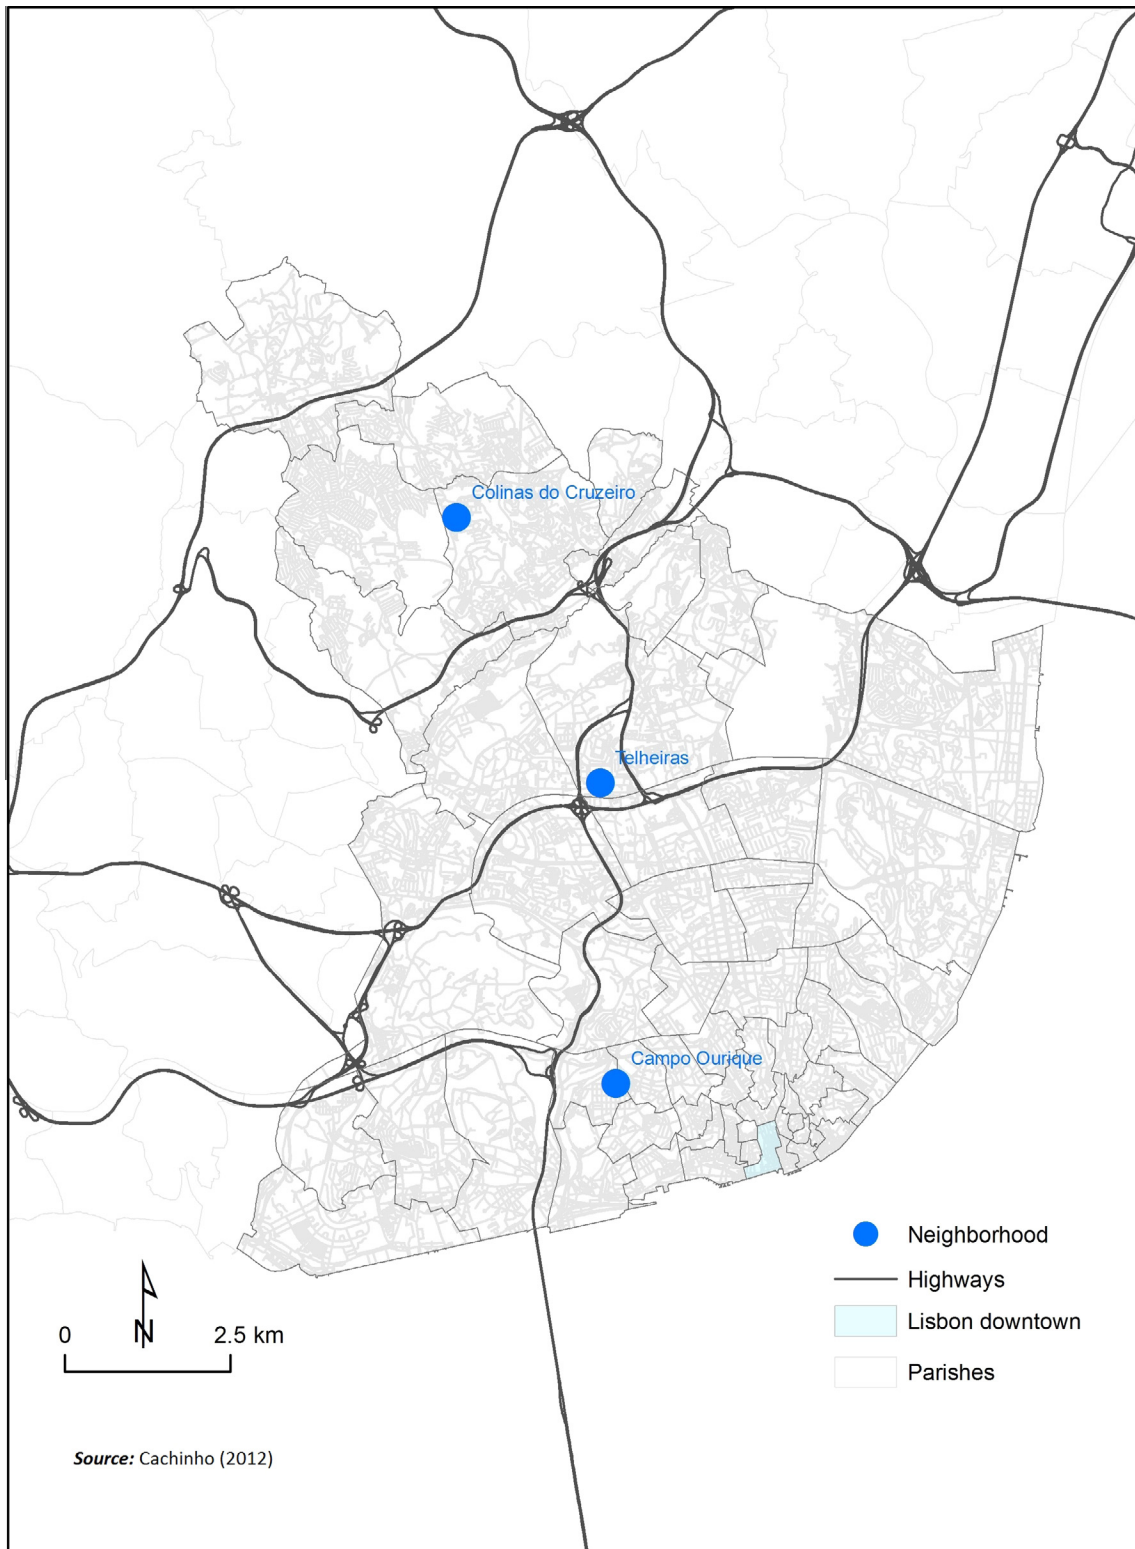 Colinas do Cruzeiro
Telheiras
Campo Ourique
Neighborhood
Highways
Lisbon downtown
Parishes
0 N 2.5 km
Source: Cachinho (2012)